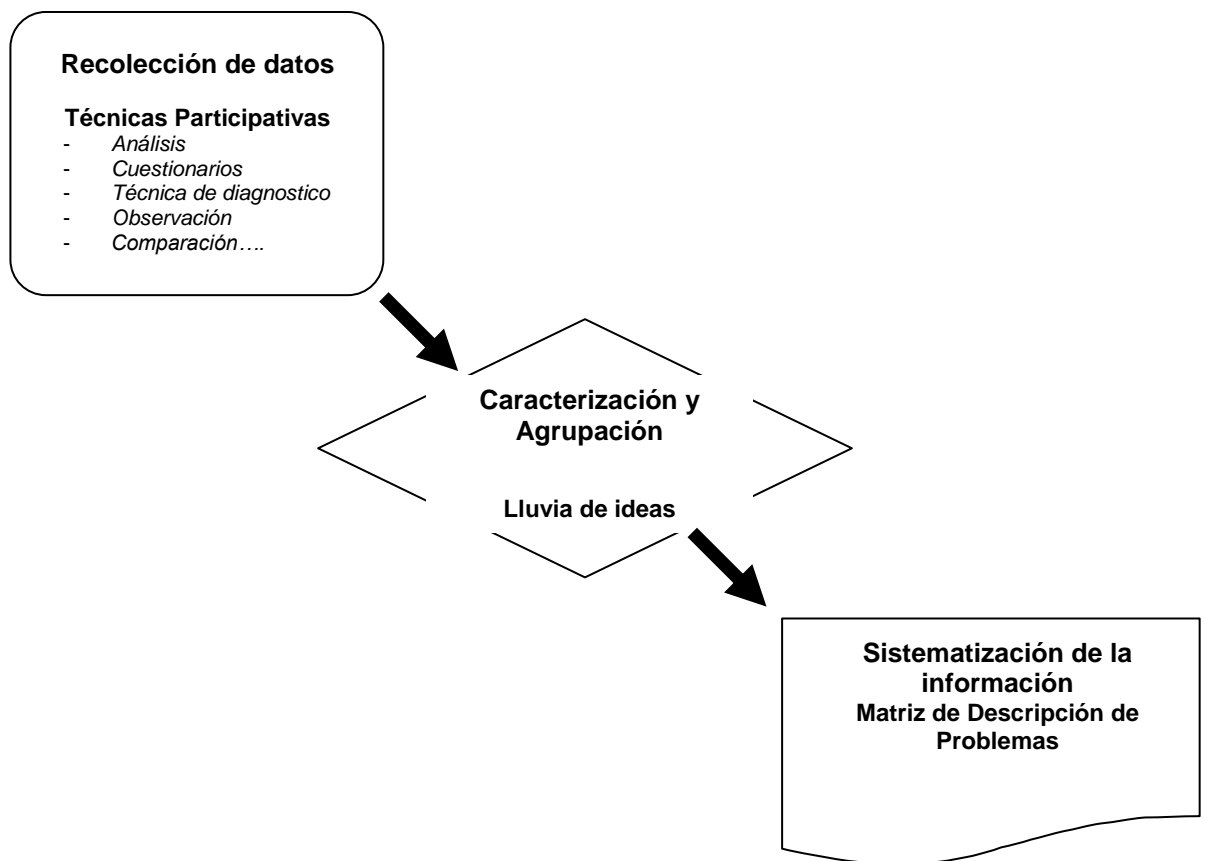 Recolección de datos
Técnicas Participativas
- Análisis
- Cuestionarios
- Técnica de diagnostico
- Observación
- Comparación….
Caracterización y
Agrupación
Lluvia de ideas
Sistematización de la
información
Matriz de Descripción de
Problemas